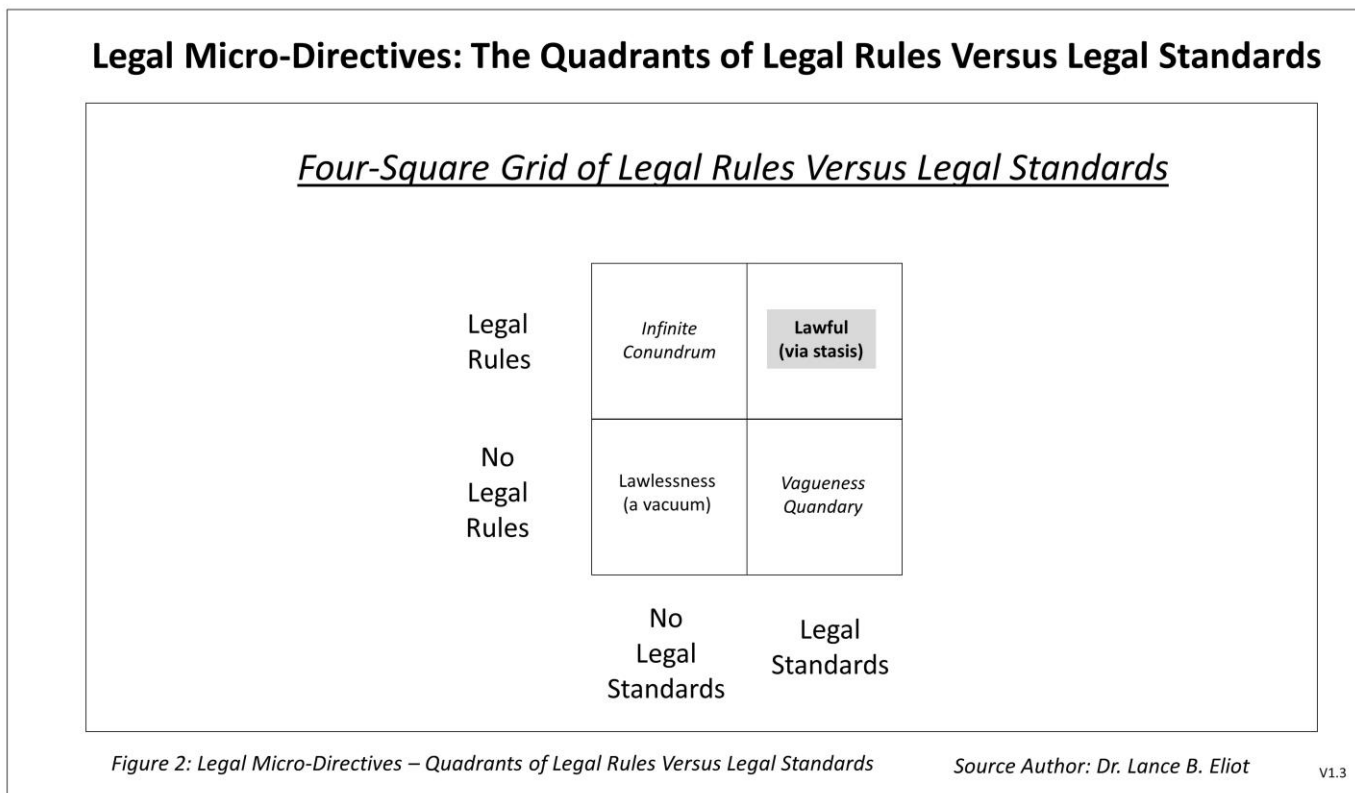 Legal Micro-Directives: The Quadrants of Legal Rules Versus Legal Standards
Four-Square Grid of Legal Rules Versus Legal Standards
Legal
Rules
Infinite
Conundrum
Lawful
(via stasis)
No
Legal
Rules
Lawlessness
(a vacuum)
Vagueness
Quandary
No
Legal
Standards
Legal
Standards
Figure 2: Legal Micro-Directives – Quadrants of Legal Rules Versus Legal Standards
Source Author: Dr. Lance B. Eliot
V1.3